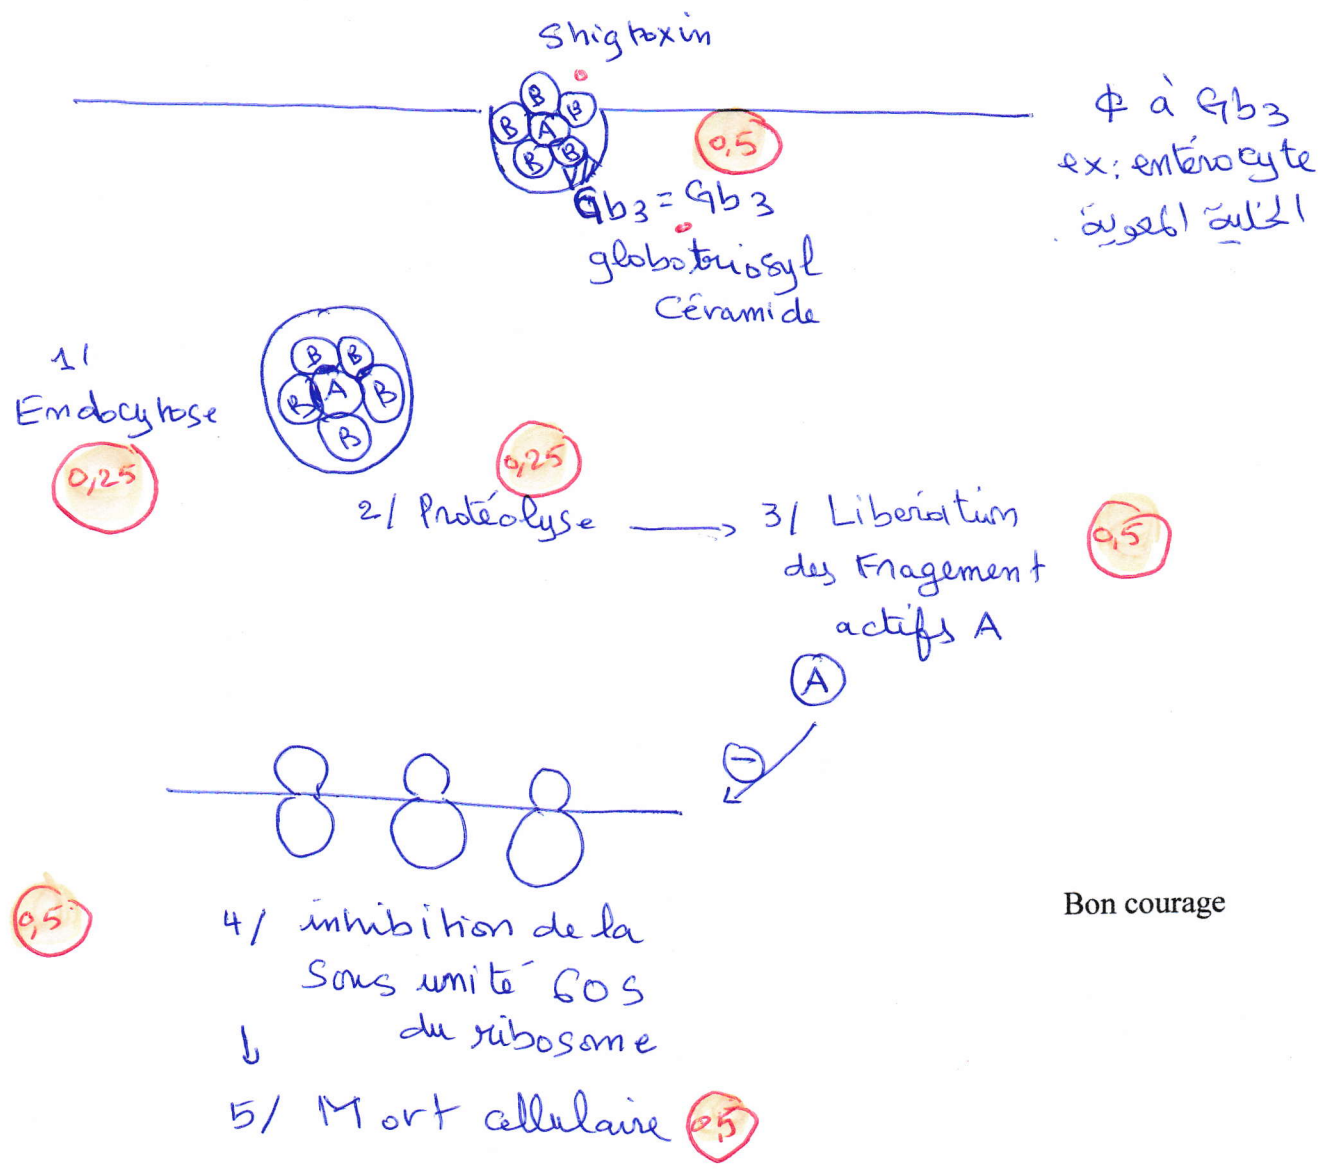 Shigtoxin
B
B
B
A
B
B
0,5
¢ à Gb3
ex: entérocyte
الخلية المعوية
Gb3 = Gb3
globotriosyl
Céramide
1/
Endocytose
0,25
B
B
B
A
B
B
0,25
2/ Protéolyse → 3/ Liberation
des Fragement
actifs A
0,5
A
−
0,5
4/ inhibition de la
Sous unité 60S
du ribosome
↓
5/ Mort cellulaire 0,5
Bon courage